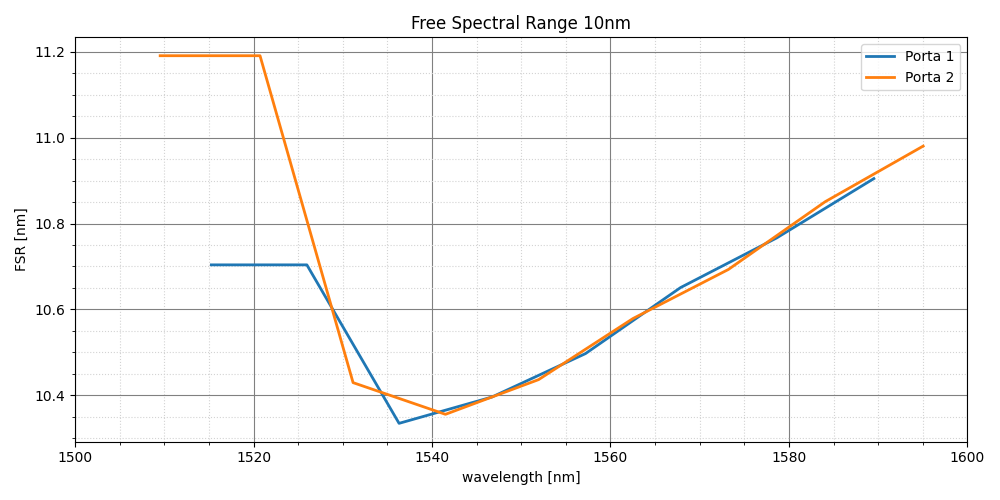 Free Spectral Range 10nm
Porta 1
Porta 2
FSR [nm]
11.2
11.0
10.8
10.6
10.4
1500
1520
1540
1560
1580
1600
wavelength [nm]